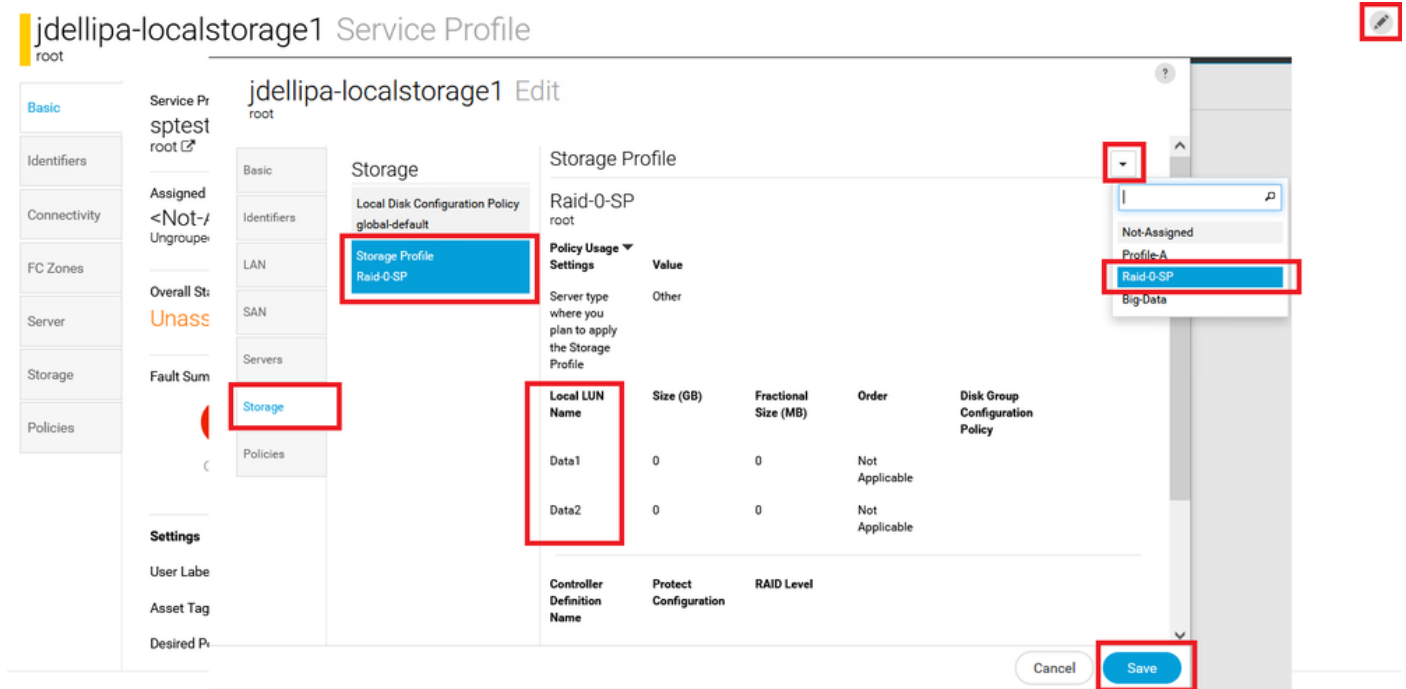 jdellipa-localstorage1 Service Profile
root
Basic
Identifiers
Connectivity
FC Zones
Server
Storage
Policies
Service Pr
sptest
root
Assigned
<Not-A
Ungroupe
Overall Sta
Unass
Fault Sum
Settings
User Labe
Asset Tag
Desired P
jdellipa-localstorage1 Edit
root
?
Basic
Identifiers
LAN
SAN
Servers
Storage
Policies
Storage
Local Disk Configuration Policy
global-default
Storage Profile
Raid-0-SP
Storage Profile
Raid-0-SP
root
Policy Usage
Settings Value
Server type Other
where you
plan to apply
the Storage
Profile
Local LUN Size (GB) Fractional Order Disk Group
Name Size (MB) Configuration
Policy
Data1 0 0 Not
Applicable
Data2 0 0 Not
Applicable
Controller Protect RAID Level
Definition Configuration
Name
Not-Assigned
Profile-A
Raid-0-SP
Big-Data
Cancel Save